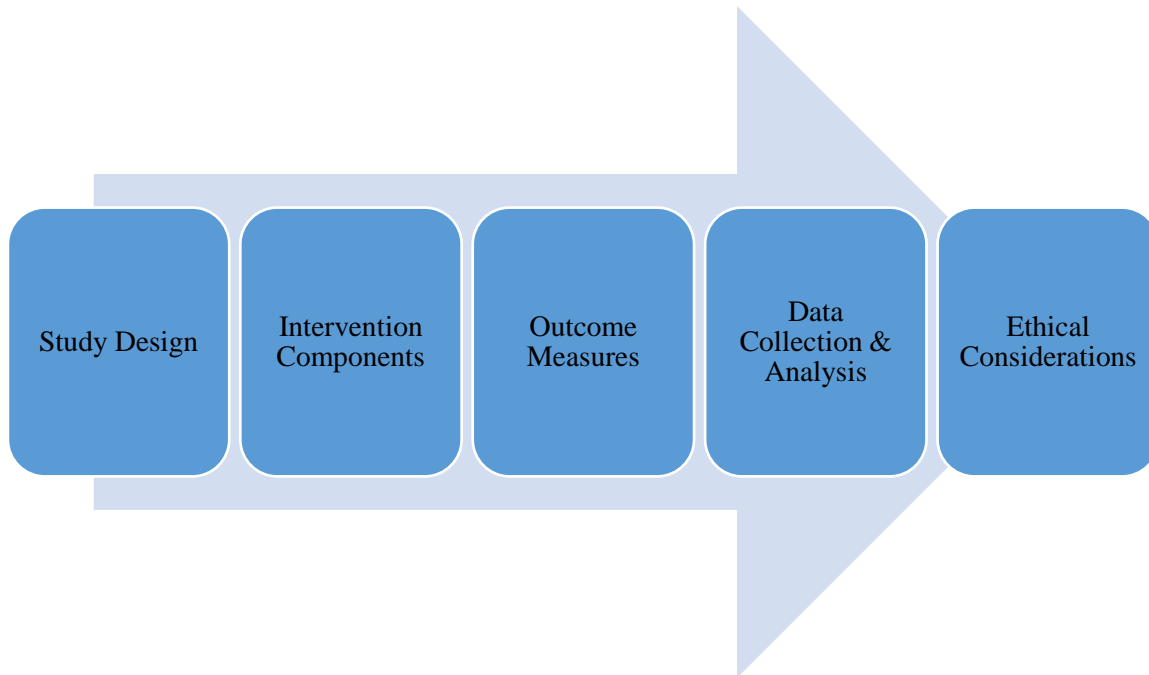 Study Design
Intervention
Components
Outcome
Measures
Data
Collection &
Analysis
Ethical
Considerations